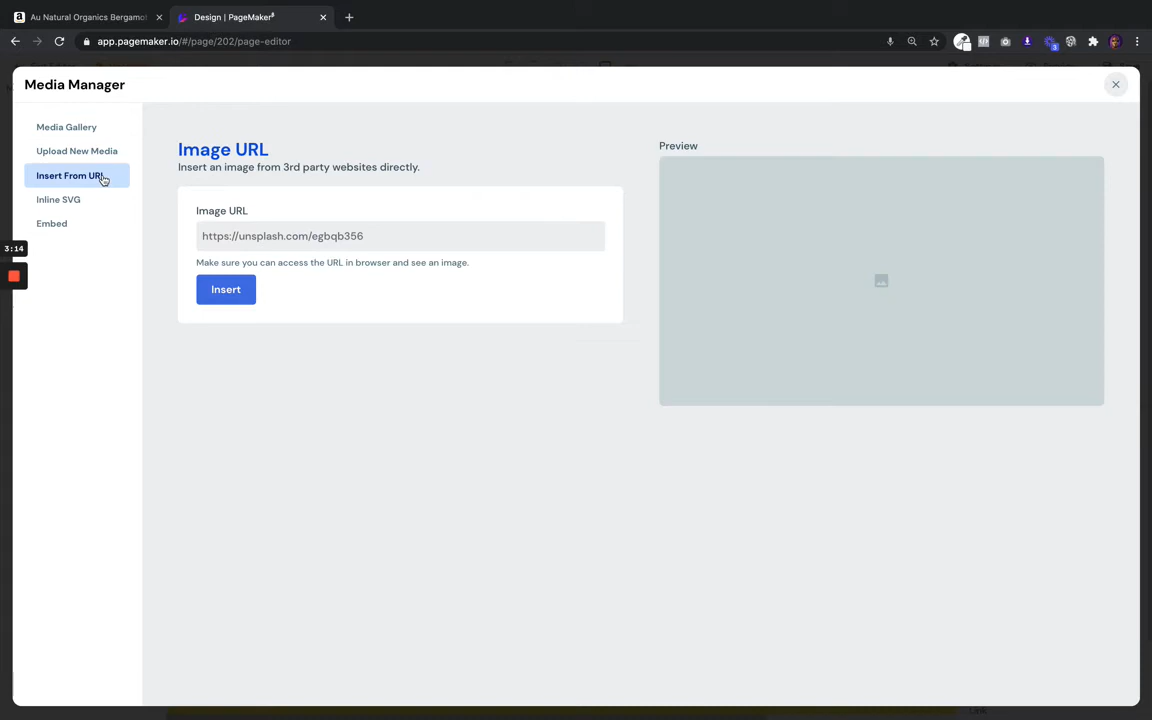 Au Natural Organics Bergamot
Design | PageMaker
app.pagemaker.io/#/page/202/page-editor
Media Manager
Media Gallery
Upload New Media
Insert From URL
Inline SVG
Embed
3:14
Image URL
Insert an image from 3rd party websites directly.
Image URL
https://unsplash.com/egbqb356
Make sure you can access the URL in browser and see an image.
Insert
Preview